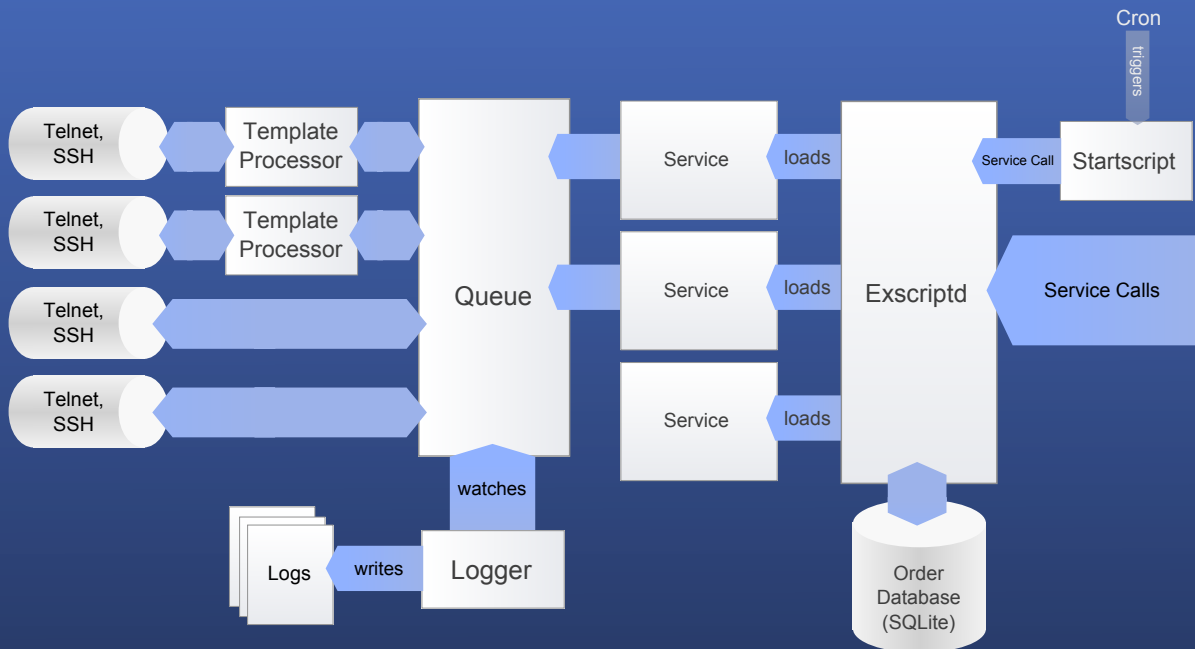 Cron
triggers
Telnet,
SSH
Template
Processor
Service
loads
Service Call
Startscript
Telnet,
SSH
Template
Processor
Queue
Service
loads
Exscriptd
Service Calls
Telnet,
SSH
Telnet,
SSH
Service
loads
watches
Logs
writes
Logger
Order
Database
(SQLite)